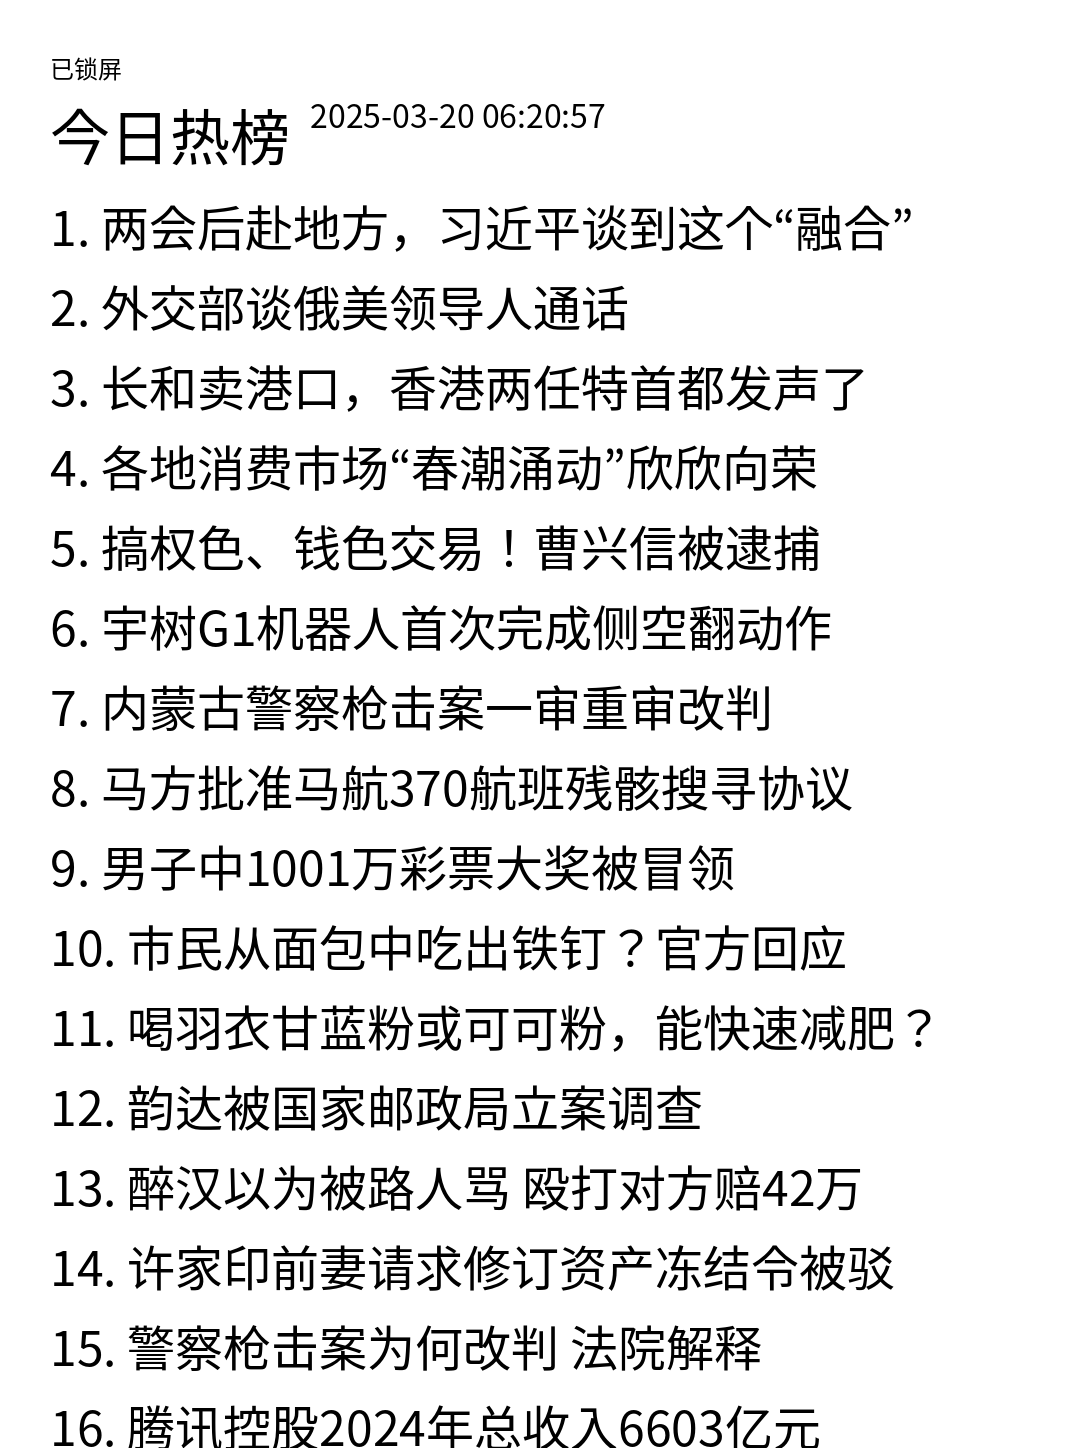 已锁屏
今日热榜 2025-03-20 06:20:57
1. 两会后赴地方，习近平谈到这个“融合”
2. 外交部谈俄美领导人通话
3. 长和卖港口，香港两任特首都发声了
4. 各地消费市场“春潮涌动”欣欣向荣
5. 搞权色、钱色交易！曹兴信被逮捕
6. 宇树G1机器人首次完成侧空翻动作
7. 内蒙古警察枪击案一审重审改判
8. 马方批准马航370航班残骸搜寻协议
9. 男子中1001万彩票大奖被冒领
10. 市民从面包中吃出铁钉？官方回应
11. 喝羽衣甘蓝粉或可可粉，能快速减肥？
12. 韵达被国家邮政局立案调查
13. 醉汉以为被路人骂 殴打对方赔42万
14. 许家印前妻请求修订资产冻结令被驳
15. 警察枪击案为何改判 法院解释
16. 腾讯控股2024年总收入6603亿元